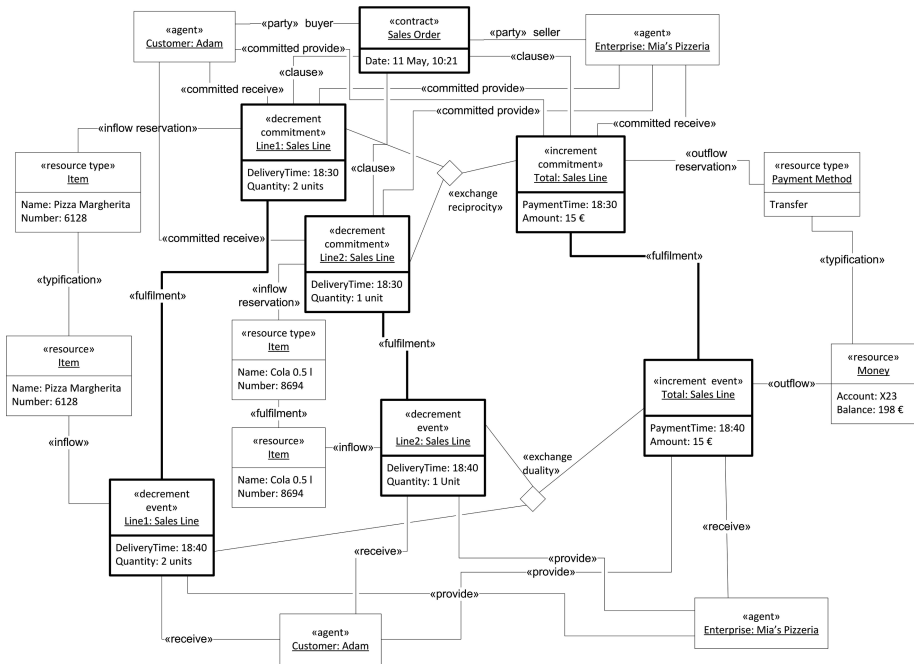 «contract»
Sales Order
Date: 11 May, 10:21
«agent»
Customer: Adam
«party» buyer
«party» seller
«agent»
Enterprise: Mia's Pizzeria
«committed provide»
«clause»
«clause»
«committed receive»
«committed provide»
«committed provide»
«committed receive»
«inflow reservation»
«decrement
commitment»
Line1: Sales Line
DeliveryTime: 18:30
Quantity: 2 units
«increment
commitment»
Total: Sales Line
PaymentTime: 18:30
Amount: 15 €
«outflow
reservation»
«resource type»
Item
Name: Pizza Margherita
Number: 6128
«resource type»
Payment Method
Transfer
«clause»
«exchange
reciprocity»
«committed receive»
«decrement
commitment»
Line2: Sales Line
DeliveryTime: 18:30
Quantity: 1 unit
«fulfilment»
«typification»
«typification»
«fulfilment»
«inflow
reservation»
«resource type»
Item
Name: Cola 0.5 l
Number: 8694
«fulfilment»
«resource»
Item
Name: Pizza Margherita
Number: 6128
«resource»
Money
Account: X23
Balance: 198 €
«increment event»
Total: Sales Line
PaymentTime: 18:40
Amount: 15 €
«outflow»
«fulfilment»
«decrement
event»
Line2: Sales Line
DeliveryTime: 18:40
Quantity: 1 Unit
«resource»
Item
Name: Cola 0.5 l
Number: 8694
«inflow»
«inflow»
«exchange
duality»
«decrement
event»
Line1: Sales Line
DeliveryTime: 18:40
Quantity: 2 units
«receive»
«receive»
«provide»
«provide»
«provide»
«receive»
«agent»
Customer: Adam
«agent»
Enterprise: Mia's Pizzeria